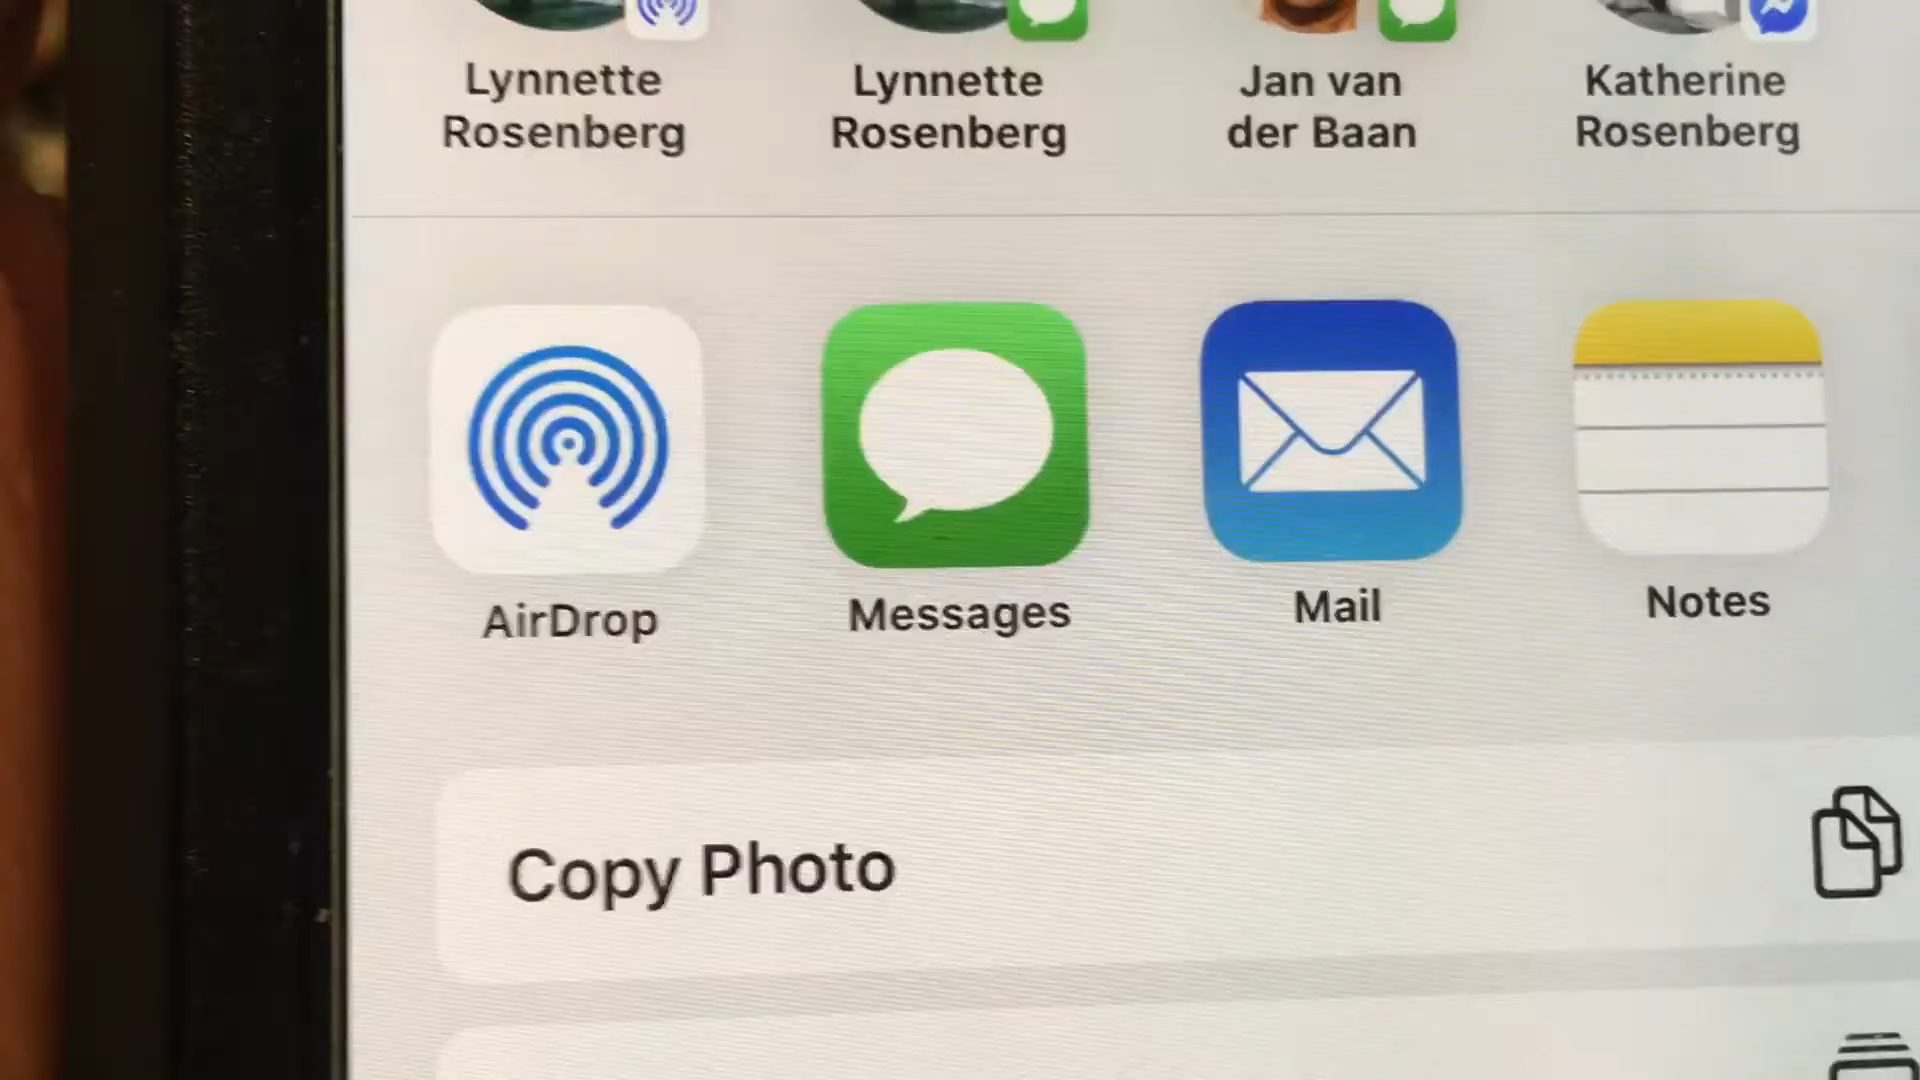 Lynnette Rosenberg
Lynnette Rosenberg
Jan van der Baan
Katherine Rosenberg
AirDrop
Messages
Mail
Notes
Copy Photo